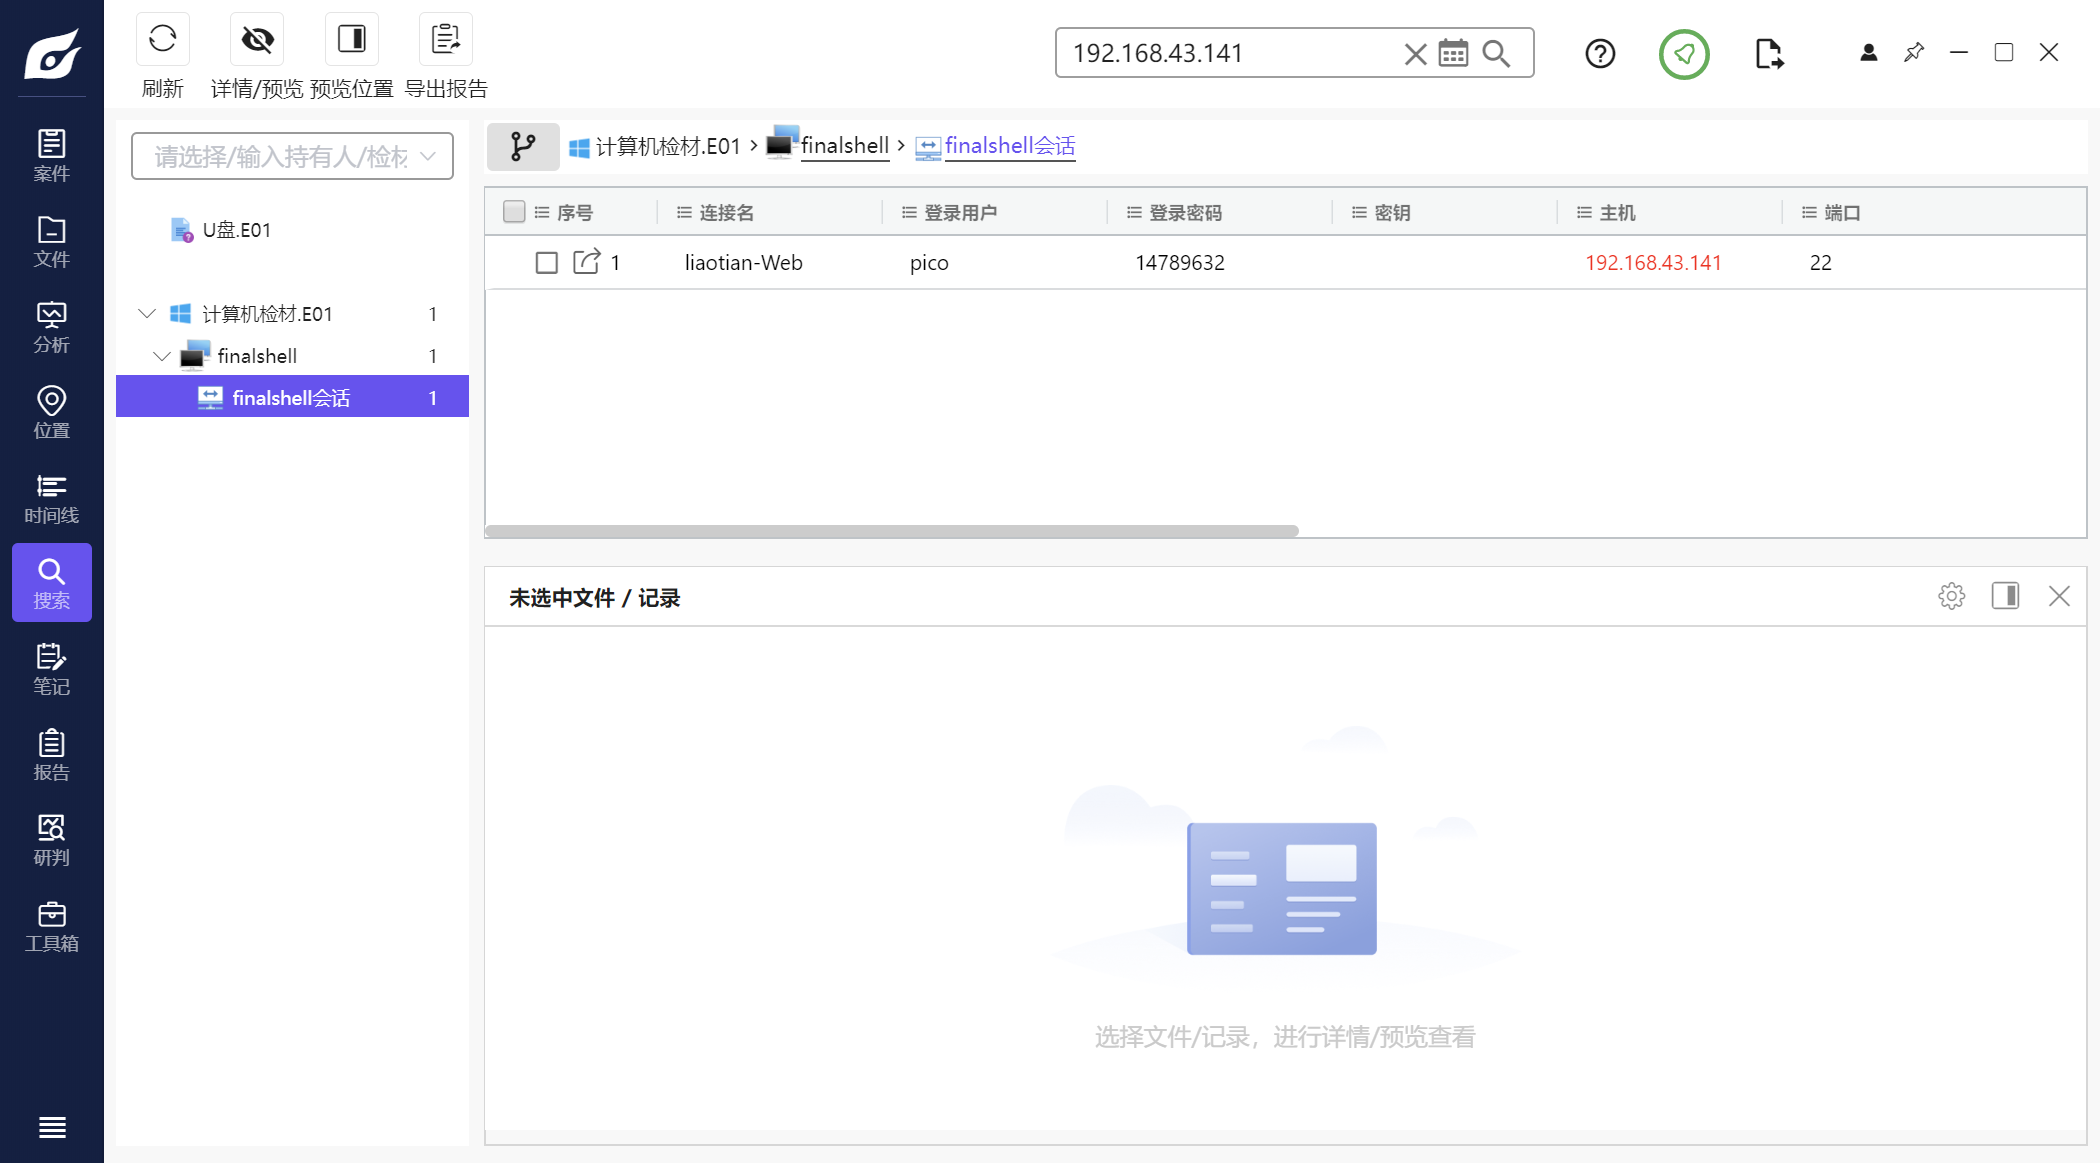 刷新
详情/预览
预览位置
导出报告
192.168.43.141
案件
文件
分析
位置
时间线
搜索
笔记
报告
研判
工具箱
请选择/输入持有人/检材
U盘.E01
计算机检材.E01 1
finalshell 1
finalshell会话 1
计算机检材.E01 › finalshell › finalshell会话
序号 连接名 登录用户 登录密码 密钥 主机 端口
1 liaotian-Web pico 14789632 192.168.43.141 22
未选中文件 / 记录
选择文件/记录，进行详情/预览查看